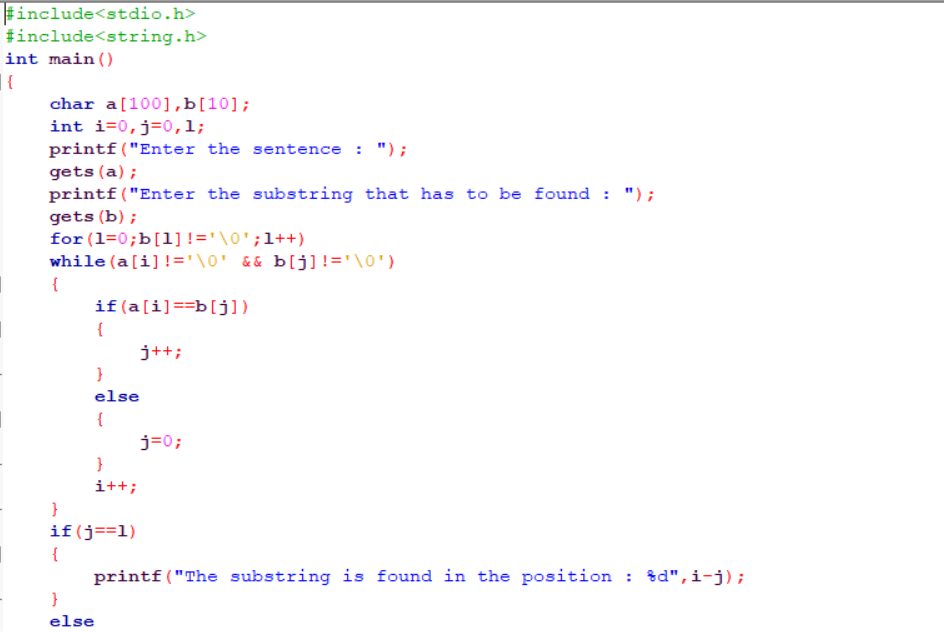 #include<stdio.h>
#include<string.h>
int main()
{
    char a[100],b[10];
    int i=0,j=0,l;
    printf("Enter the sentence : ");
    gets(a);
    printf("Enter the substring that has to be found : ");
    gets(b);
    for(l=0;b[l]!='\0';l++)
    while(a[i]!='\0' && b[j]!='\0')
    {
        if(a[i]==b[j])
        {
            j++;
        }
        else
        {
            j=0;
        }
        i++;
    }
    if(j==l)
    {
        printf("The substring is found in the position : %d",i-j);
    }
    else